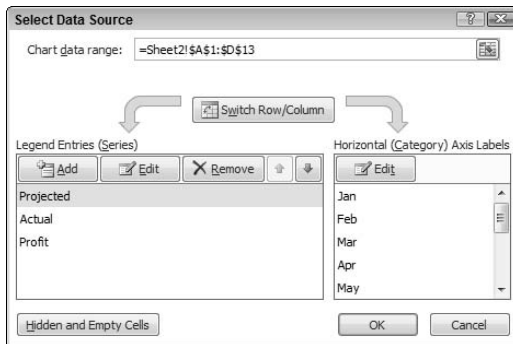 Select Data Source
Chart data range: =Sheet2!$A$1:$D$13
Switch Row/Column
Legend Entries (Series)
Add Edit Remove
Projected
Actual
Profit
Horizontal (Category) Axis Labels
Edit
Jan
Feb
Mar
Apr
May
Hidden and Empty Cells
OK Cancel